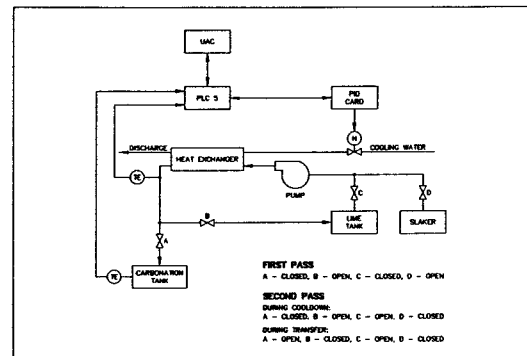 UAC
PLC 5
PID
CARD
M
DISCHARGE
COOLING WATER
HEAT EXCHANGER
TE
PUMP
C
D
B
LIME
TANK
SLAKER
A
TE
CARBONATION
TANK
FIRST PASS
A - CLOSED, B - OPEN, C - CLOSED, D - OPEN
SECOND PASS
DURING COOLDOWN:
A - CLOSED, B - OPEN, C - OPEN, D - CLOSED
DURING TRANSFER:
A - OPEN, B - CLOSED, C - OPEN, D - CLOSED